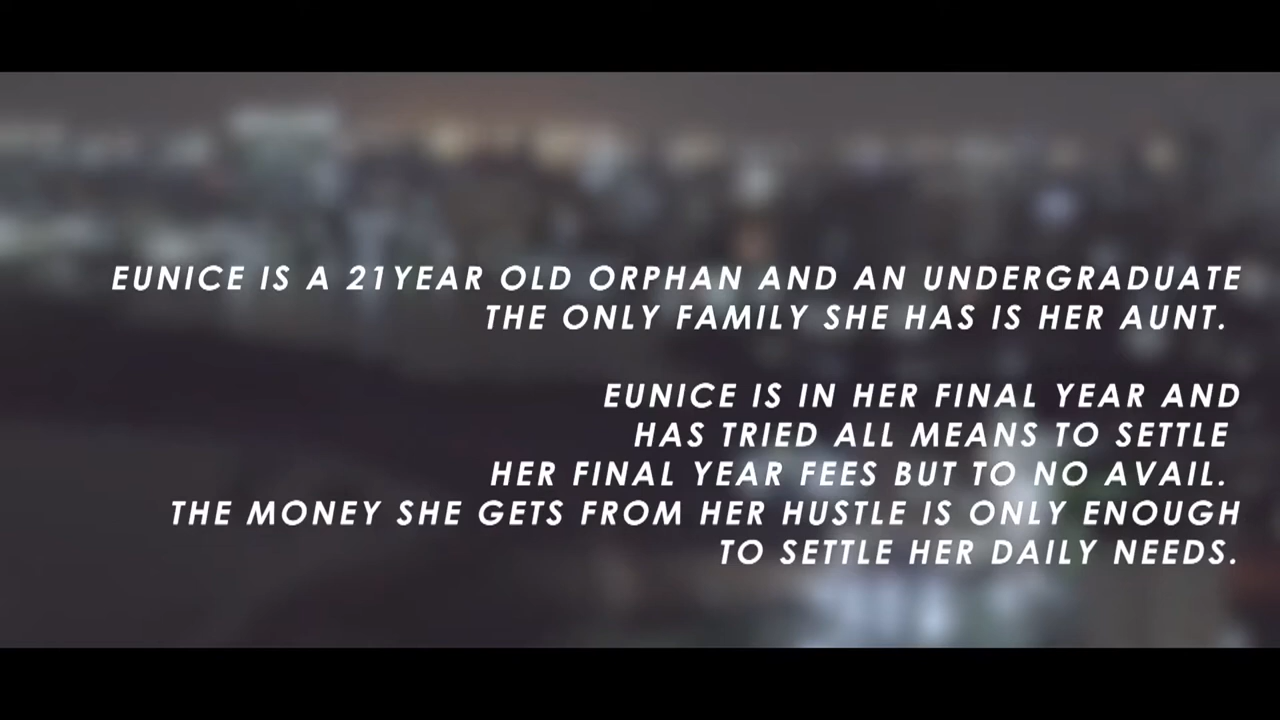 EUNICE IS A 21YEAR OLD ORPHAN AND AN UNDERGRADUATE
THE ONLY FAMILY SHE HAS IS HER AUNT.
EUNICE IS IN HER FINAL YEAR AND
HAS TRIED ALL MEANS TO SETTLE
HER FINAL YEAR FEES BUT TO NO AVAIL.
THE MONEY SHE GETS FROM HER HUSTLE IS ONLY ENOUGH
TO SETTLE HER DAILY NEEDS.